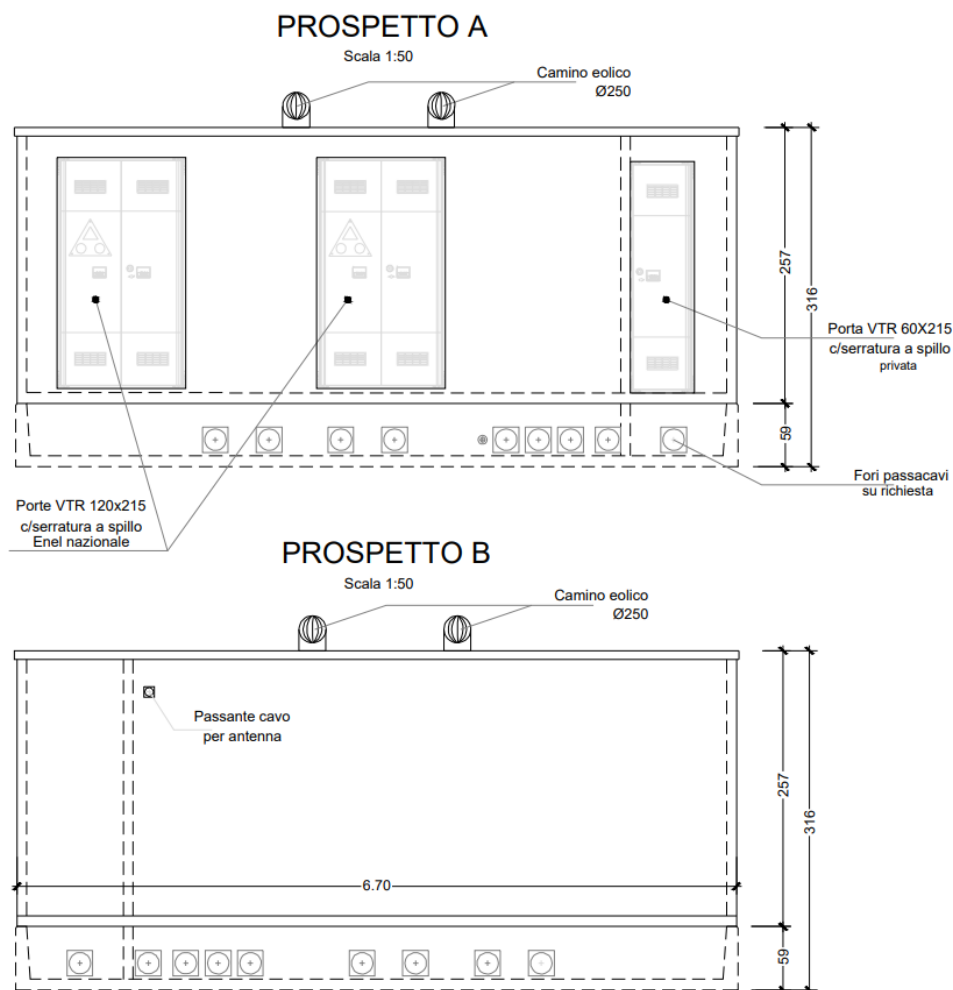 PROSPETTO A
Scala 1:50
Camino eolico
Ø250
257
316
Porta VTR 60X215
c/serratura a spillo
privata
59
Fori passacavi
su richiesta
Porte VTR 120x215
c/serratura a spillo
Enel nazionale
PROSPETTO B
Scala 1:50
Camino eolico
Ø250
Passante cavo
per antenna
257
316
6.70
59